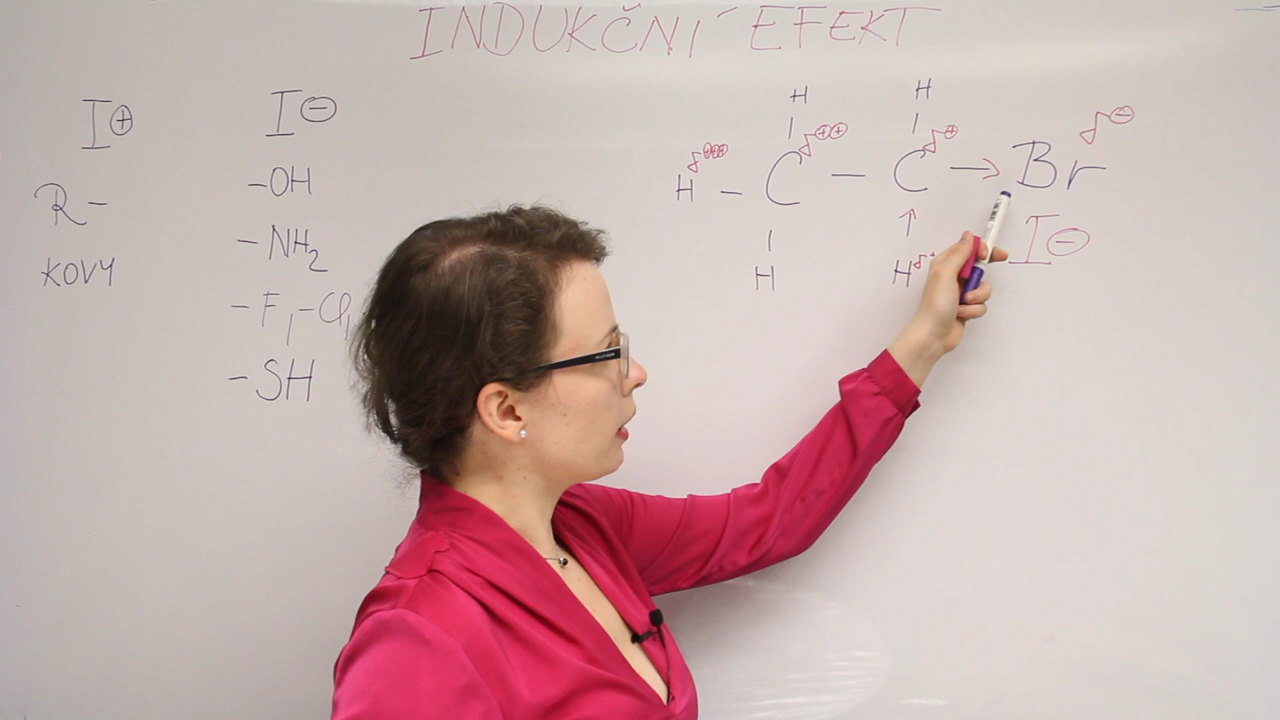 INDUKČNÍ EFEKT
I⊕
R-
KOVY
I⊖
-OH
-NH₂
-F, -Cl,
-SH
H H
δ⊕⊕⊕ δ⊕⊕ δ⊕ δ⊖
H - C - C → Br
↑ I⊖
H H δ+